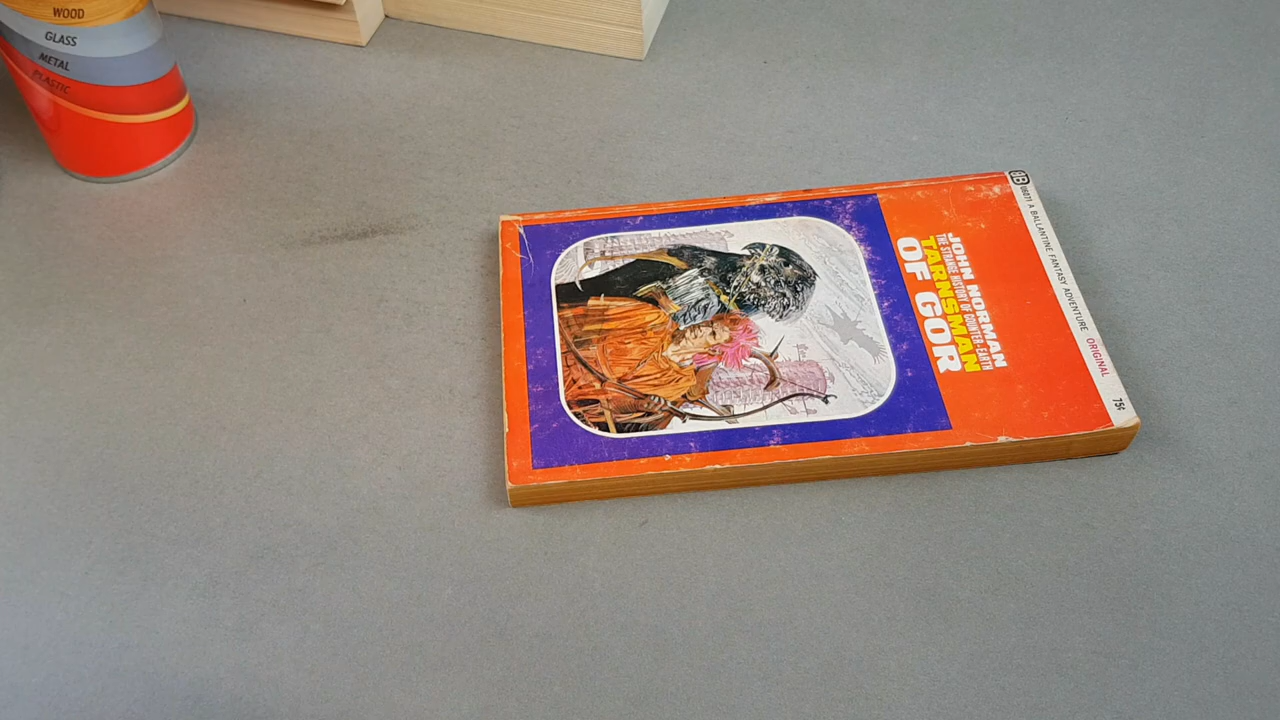 WOOD
GLASS
METAL
PLASTIC
BB U6071 A BALLANTINE FANTASY ADVENTURE ORIGINAL 75¢
JOHN NORMAN
THE STRANGE HISTORY OF COUNTER-EARTH
TARNSMAN
OF GOR